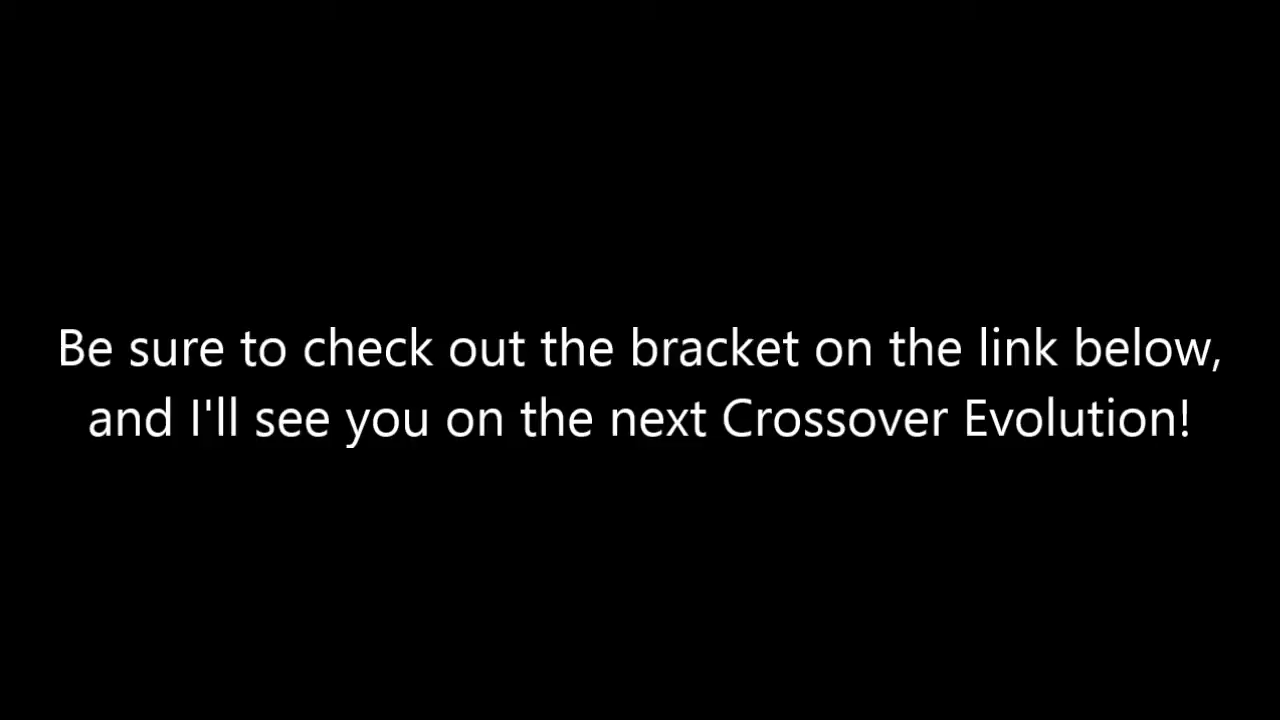 Be sure to check out the bracket on the link below,
and I'll see you on the next Crossover Evolution!